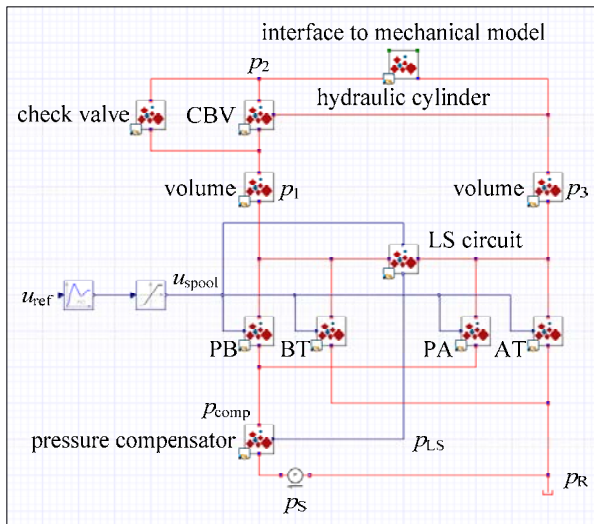 interface to mechanical model
p2
hydraulic cylinder
check valve
CBV
volume
p1
volume
p3
LS circuit
uref
uspool
PB
BT
PA
AT
pcomp
pressure compensator
pLS
pS
pR